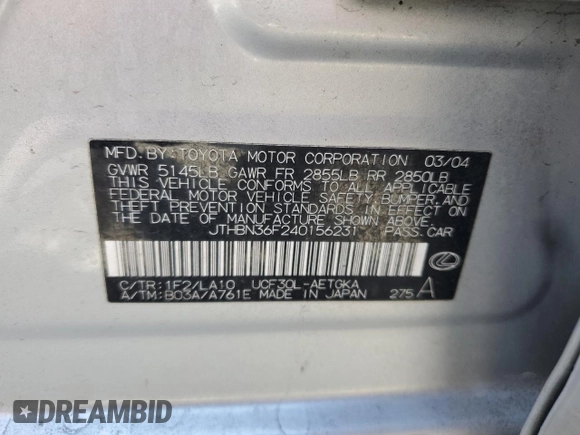 MFD. BY: TOYOTA MOTOR CORPORATION 03/04
GVWR 5145LB GAWR FR 2855LB RR 2850LB
THIS VEHICLE CONFORMS TO ALL APPLICABLE
FEDERAL MOTOR VEHICLE SAFETY, BUMPER, AND
THEFT PREVENTION STANDARDS IN EFFECT ON
THE DATE OF MANUFACTURE SHOWN ABOVE.
JTHBN36F240156231 PASS. CAR
C/TR: 1F2/LA10 UCF30L-AETGKA
A/TM: B03A/A761E MADE IN JAPAN 275 A
DREAMBID